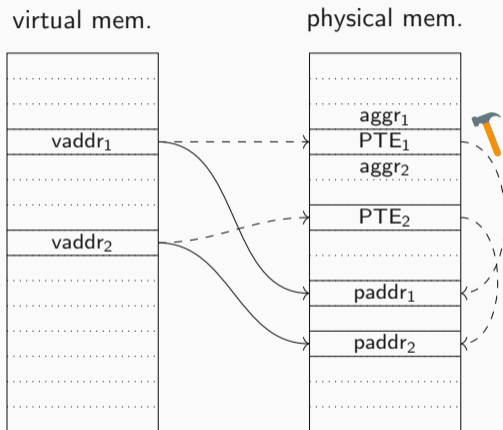 virtual mem.
physical mem.
aggr₁
vaddr₁
PTE₁
aggr₂
PTE₂
vaddr₂
paddr₁
paddr₂